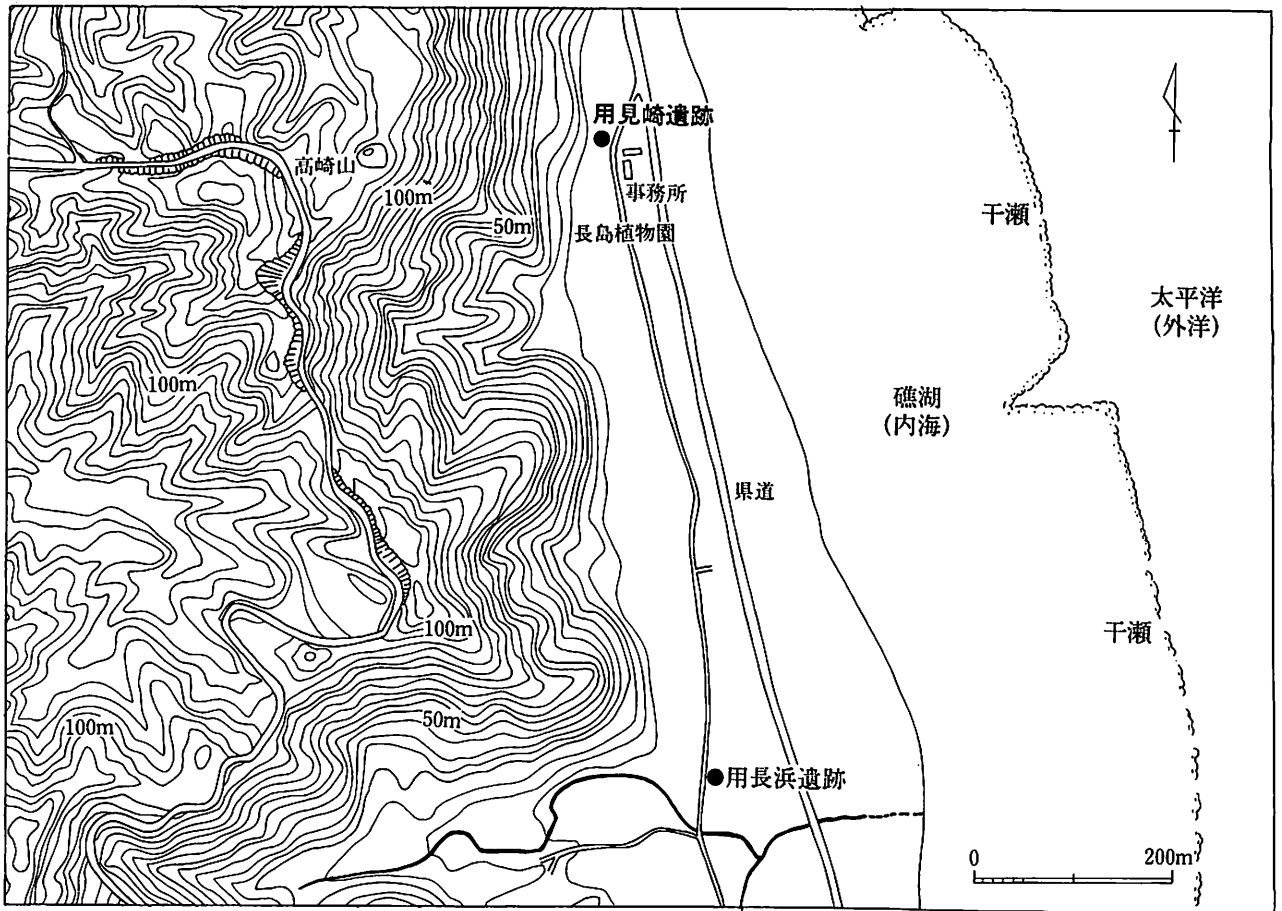 用見崎遺跡
高崎山
100m
事務所
50m
長島植物園
干瀬
太平洋
(外洋)
100m
礁湖
(内海)
県道
100m
干瀬
50m
100m
用長浜遺跡
0 200m